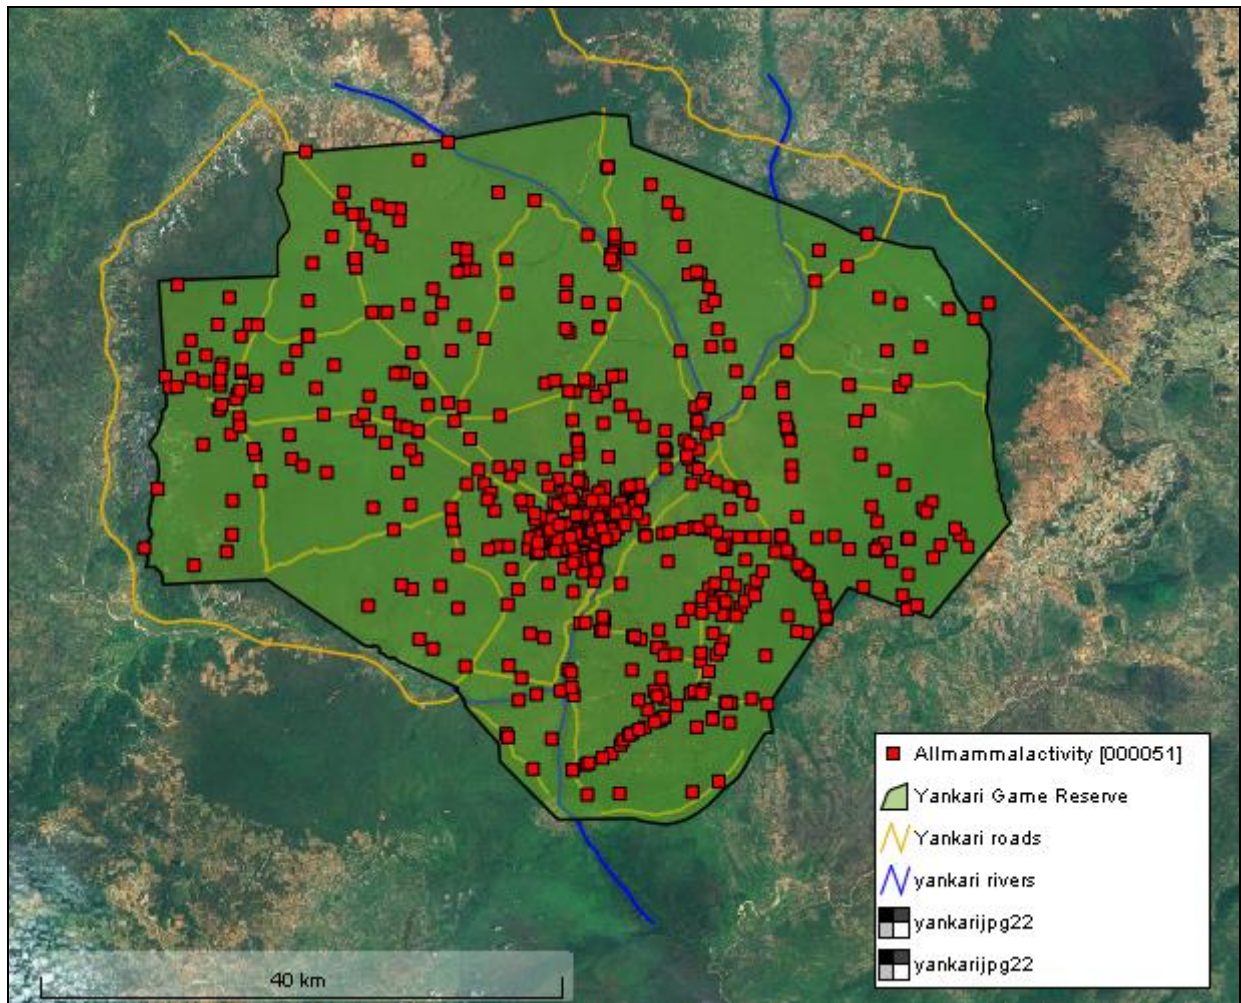 Allmammalactivity [000051]
Yankari Game Reserve
Yankari roads
yankari rivers
yankarijpg22
yankarijpg22
40 km